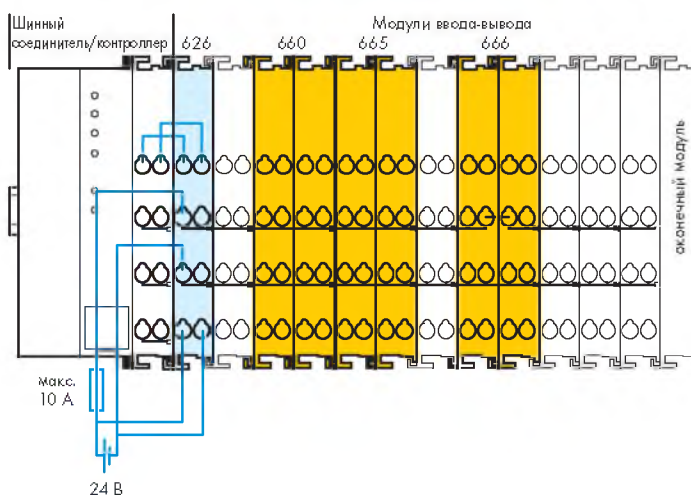 Шинный
соединитель/контроллер
Модули ввода-вывода
626
660
665
666
оконечный модуль
макс.
10 А
24 В